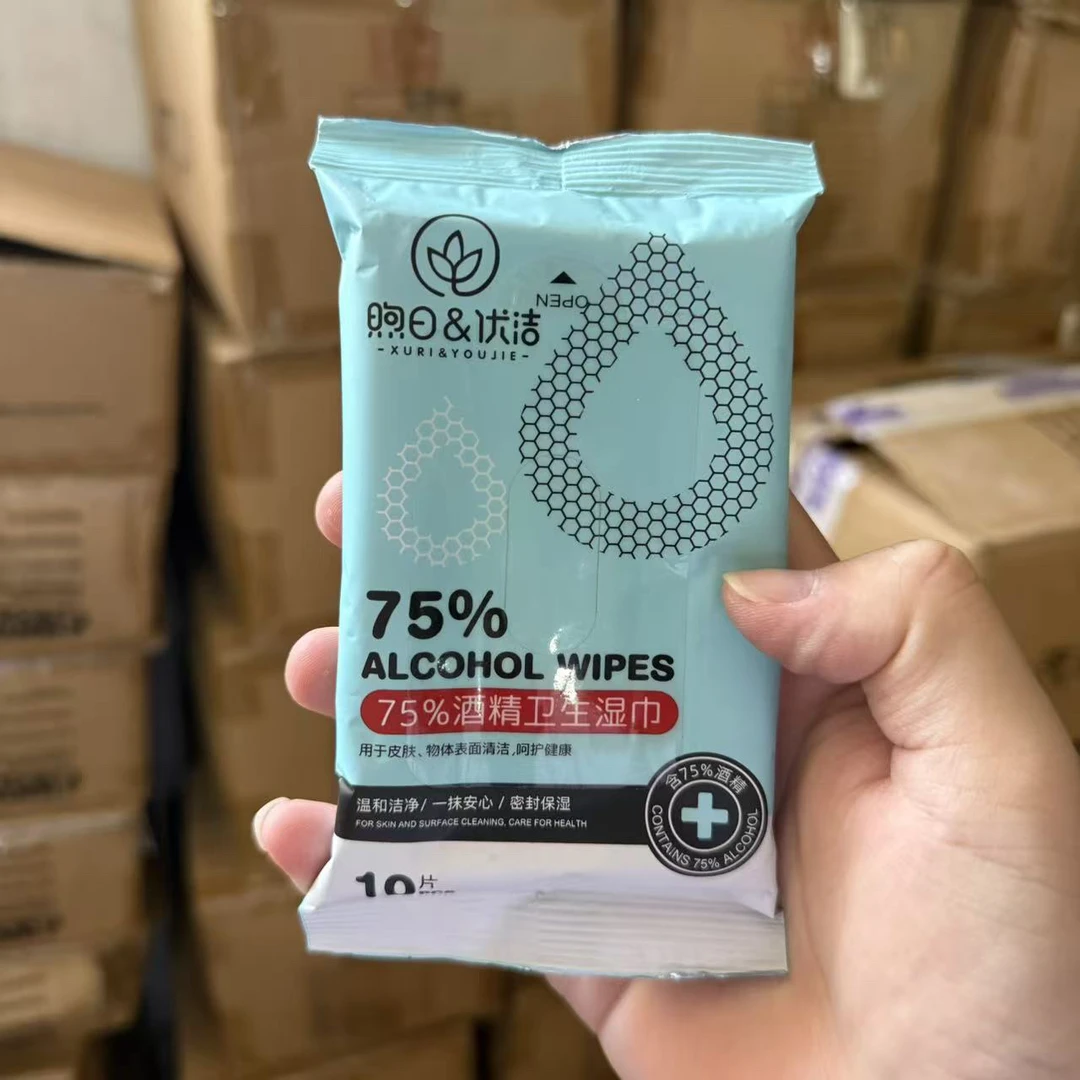 OPEN
煦日&优洁
-XURI&YOUJIE-
75%
ALCOHOL WIPES
75%酒精卫生湿巾
用于皮肤、物体表面清洁,呵护健康
含75%酒精
CONTAINS 75% ALCOHOL
温和洁净/一抹安心/密封保湿
FOR SKIN AND SURFACE CLEANING, CARE FOR HEALTH
10片